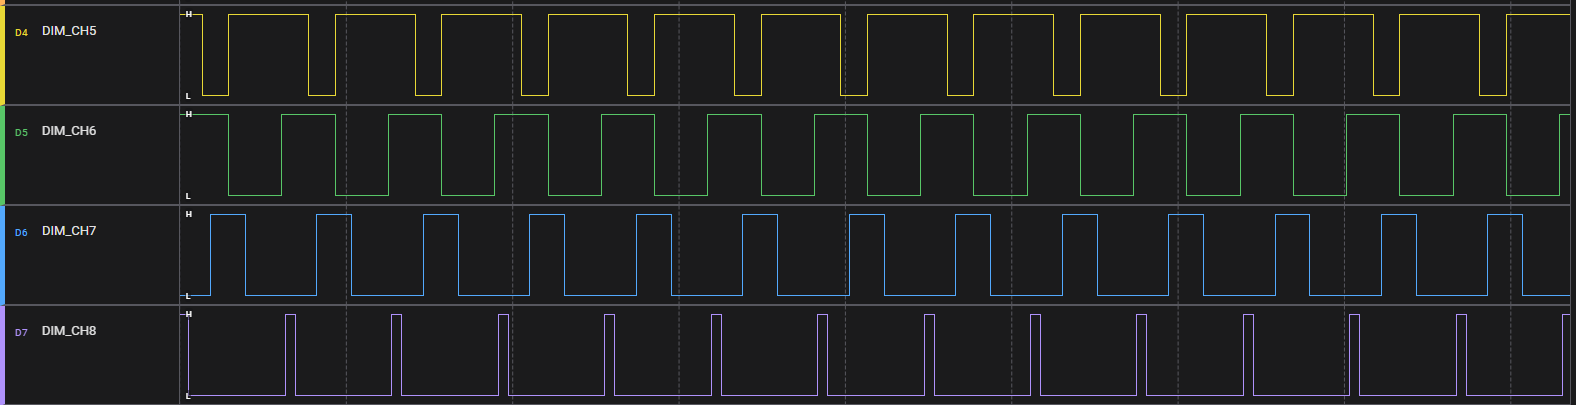 H
D4 DIM_CH5
L
H
D5 DIM_CH6
L
H
D6 DIM_CH7
L
H
D7 DIM_CH8
L